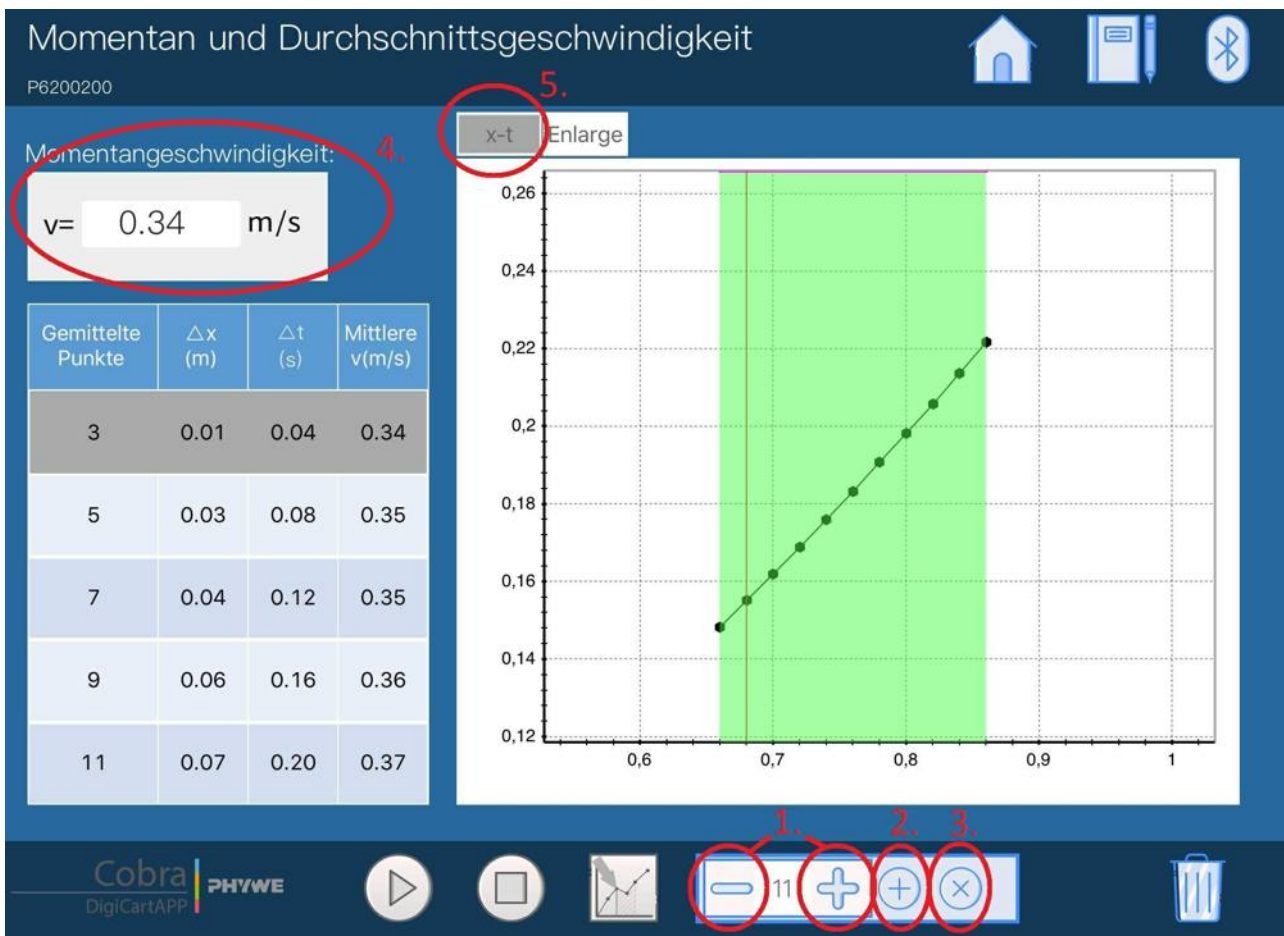 Momentan und Durchschnittsgeschwindigkeit
P6200200
5.
x-t Enlarge
Momentangeschwindigkeit: 4.
v= 0.34 m/s
Gemittelte Punkte △x (m) △t (s) Mittlere v(m/s)
3 0.01 0.04 0.34
5 0.03 0.08 0.35
7 0.04 0.12 0.35
9 0.06 0.16 0.36
11 0.07 0.20 0.37
0,26
0,24
0,22
0,2
0,18
0,16
0,14
0,12
0,6 0,7 0,8 0,9 1
1. 2. 3.
Cobra PHYWE
DigiCartAPP
11